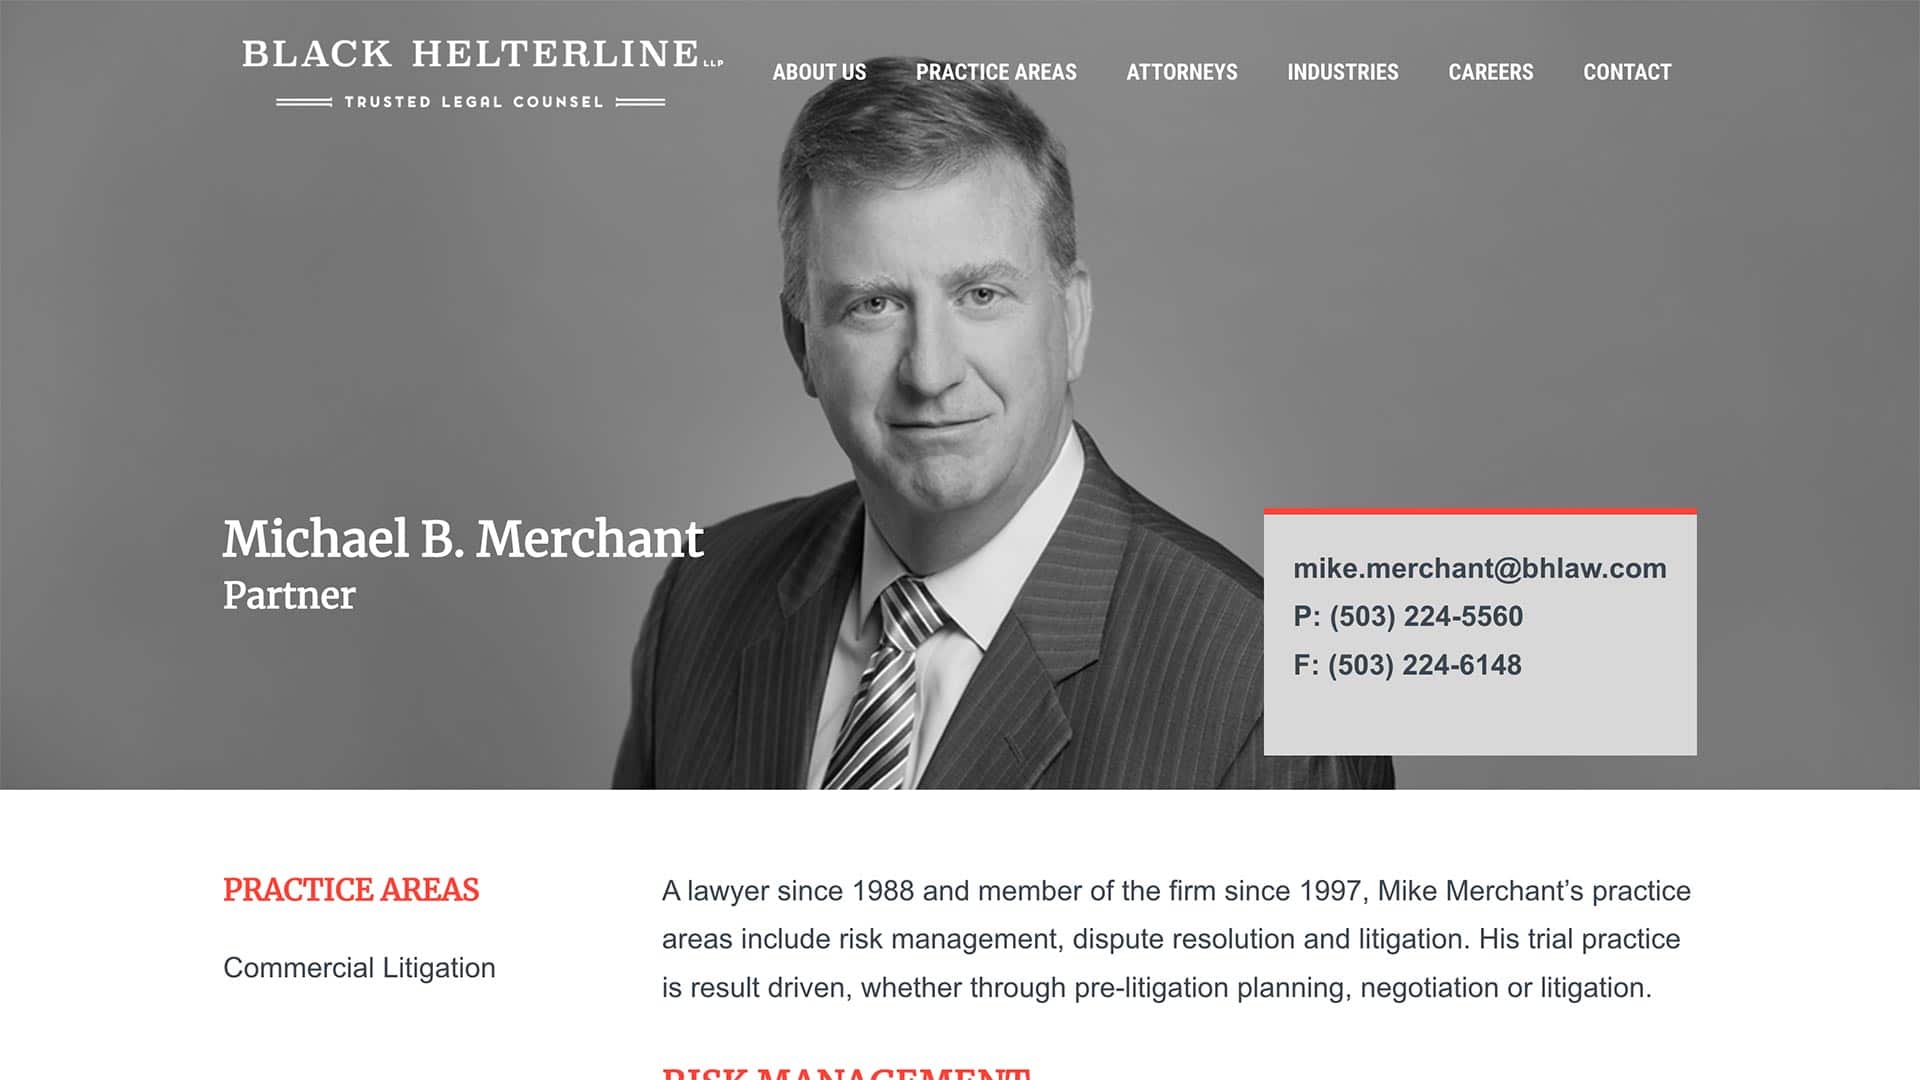 BLACK HELTERLINE LLP
TRUSTED LEGAL COUNSEL
ABOUT US PRACTICE AREAS ATTORNEYS INDUSTRIES CAREERS CONTACT
Michael B. Merchant
Partner
mike.merchant@bhlaw.com
P: (503) 224-5560
F: (503) 224-6148
PRACTICE AREAS
Commercial Litigation
A lawyer since 1988 and member of the firm since 1997, Mike Merchant’s practice
areas include risk management, dispute resolution and litigation. His trial practice
is result driven, whether through pre-litigation planning, negotiation or litigation.
RISK MANAGEMENT